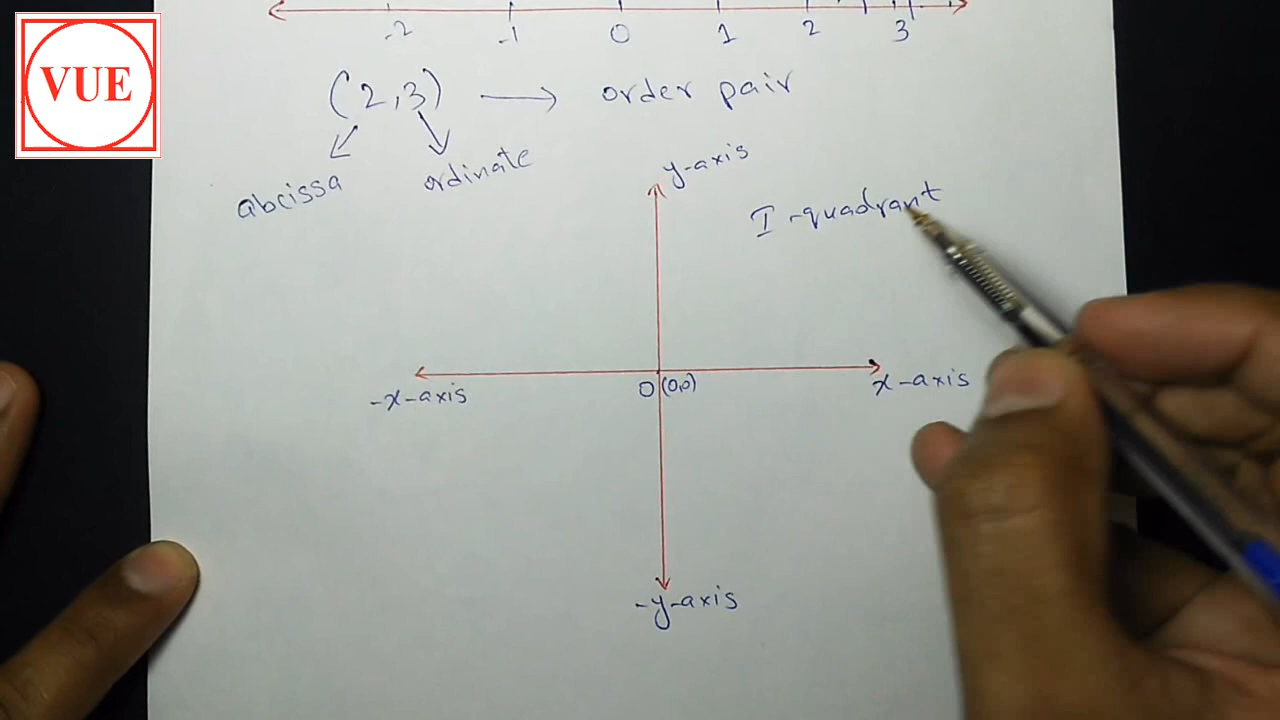 VUE
-2 -1 0 1 2 3
(2,3) → order pair
abcissa ordinate
y-axis
I-quadrant
-x-axis 0(0,0) x-axis
-y-axis